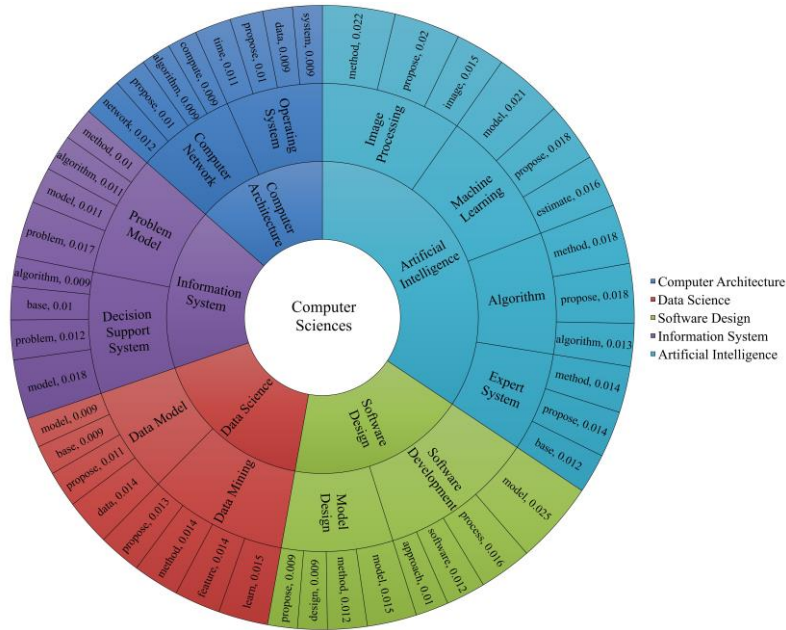 Computer
Sciences
Artificial
Intelligence
Image
Processing
method, 0.022
propose, 0.02
image, 0.015
Machine
Learning
model, 0.021
propose, 0.018
estimate, 0.016
Algorithm
method, 0.018
propose, 0.018
algorithm, 0.013
Expert
System
method, 0.014
propose, 0.014
base, 0.012
Software
Design
Software
Development
model, 0.025
process, 0.016
software, 0.012
approach, 0.01
Model
Design
model, 0.015
method, 0.012
design, 0.009
propose, 0.009
Data Science
Data Mining
learn, 0.015
feature, 0.014
method, 0.014
propose, 0.013
Data Model
data, 0.014
propose, 0.011
base, 0.009
model, 0.009
Information
System
Decision
Support
System
model, 0.018
problem, 0.012
base, 0.01
algorithm, 0.009
Problem
Model
problem, 0.017
model, 0.011
algorithm, 0.011
method, 0.01
Computer
Architecture
Computer
Network
network, 0.012
propose, 0.01
algorithm, 0.009
compute, 0.009
Operating
System
time, 0.011
propose, 0.01
data, 0.009
system, 0.009
Computer Architecture
Data Science
Software Design
Information System
Artificial Intelligence